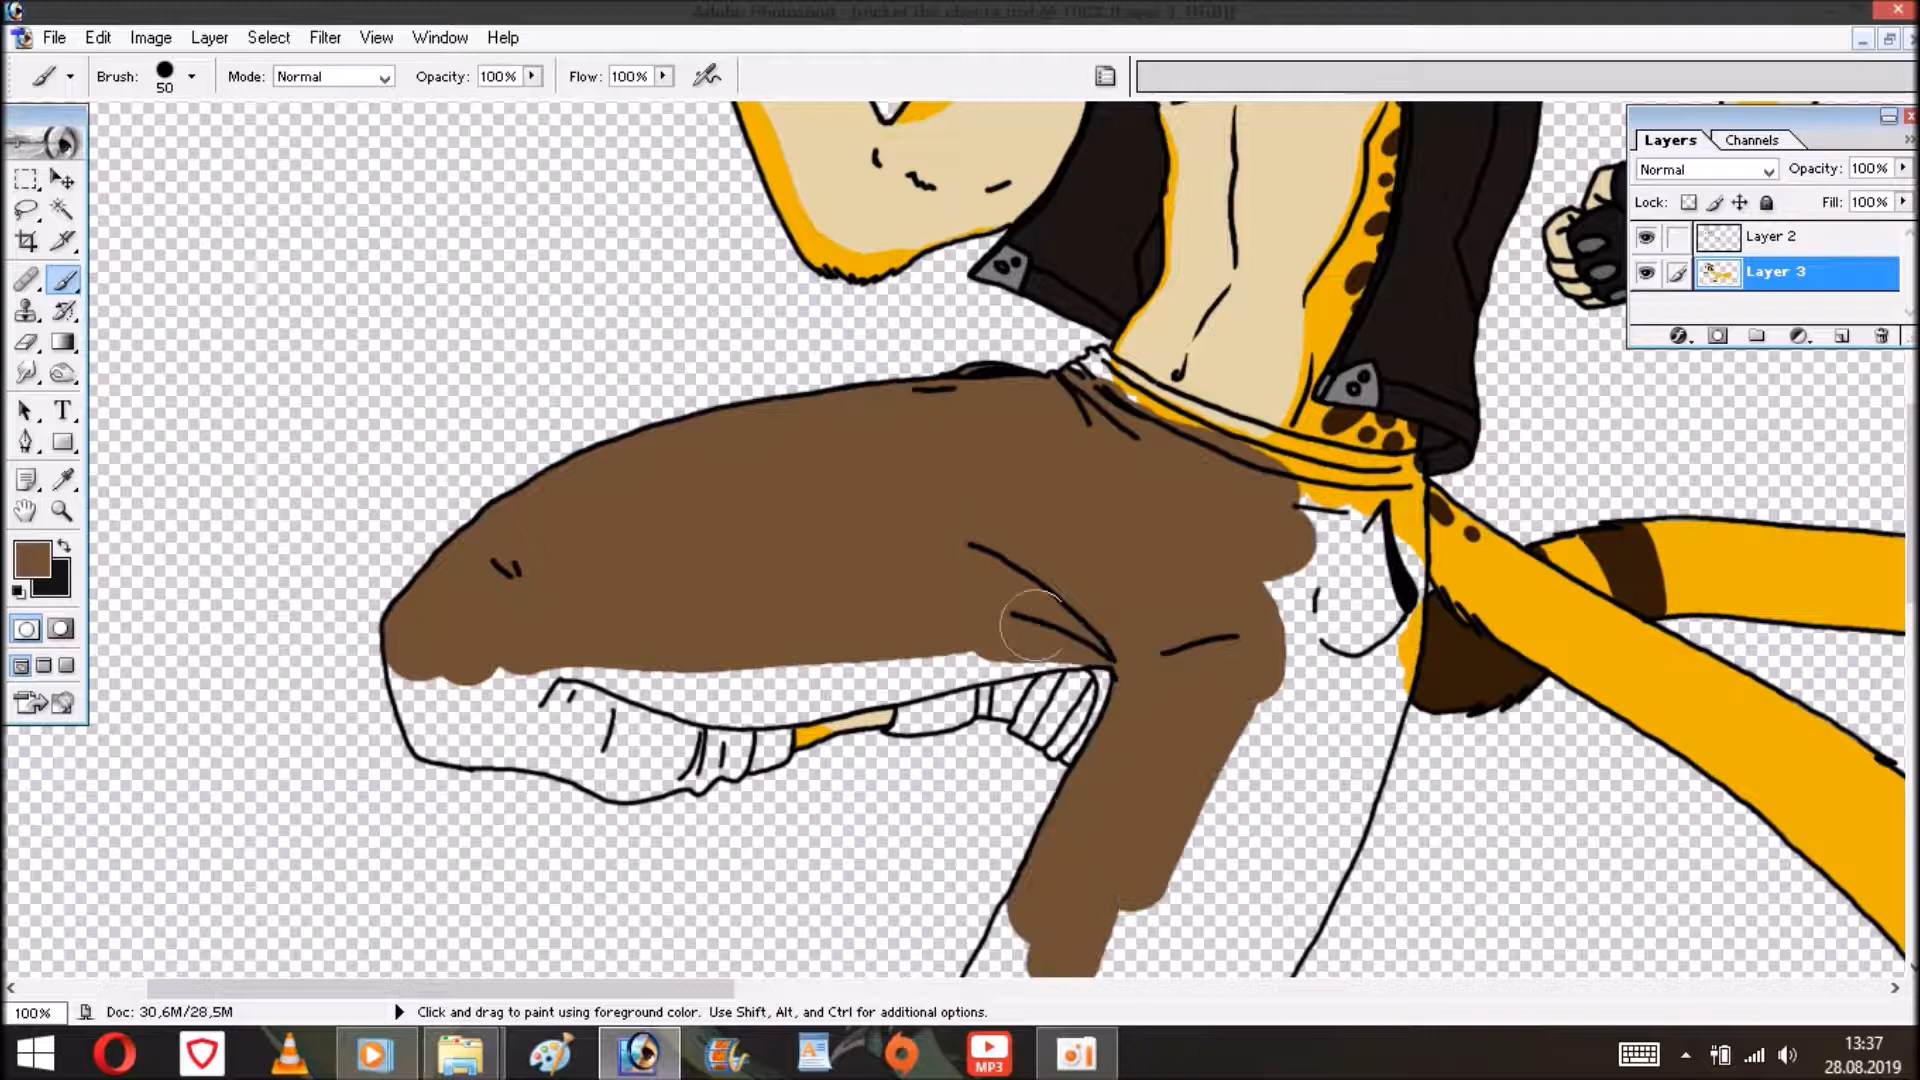 File Edit Image Layer Select Filter View Window Help
Brush: 50 Mode: Normal Opacity: 100% Flow: 100%
Layers Channels
Normal Opacity: 100%
Lock: Fill: 100%
Layer 2
Layer 3
T
100% Doc: 30,6M/28,5M Click and drag to paint using foreground color. Use Shift, Alt, and Ctrl for additional options.
MP3
13:37
28.08.2019